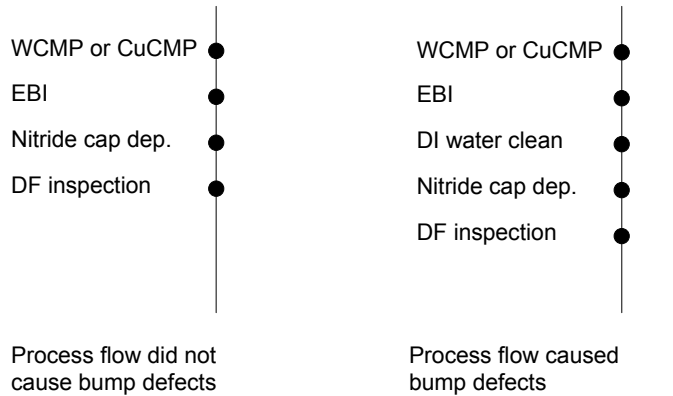 WCMP or CuCMP
EBI
Nitride cap dep.
DF inspection
Process flow did not
cause bump defects
WCMP or CuCMP
EBI
DI water clean
Nitride cap dep.
DF inspection
Process flow caused
bump defects